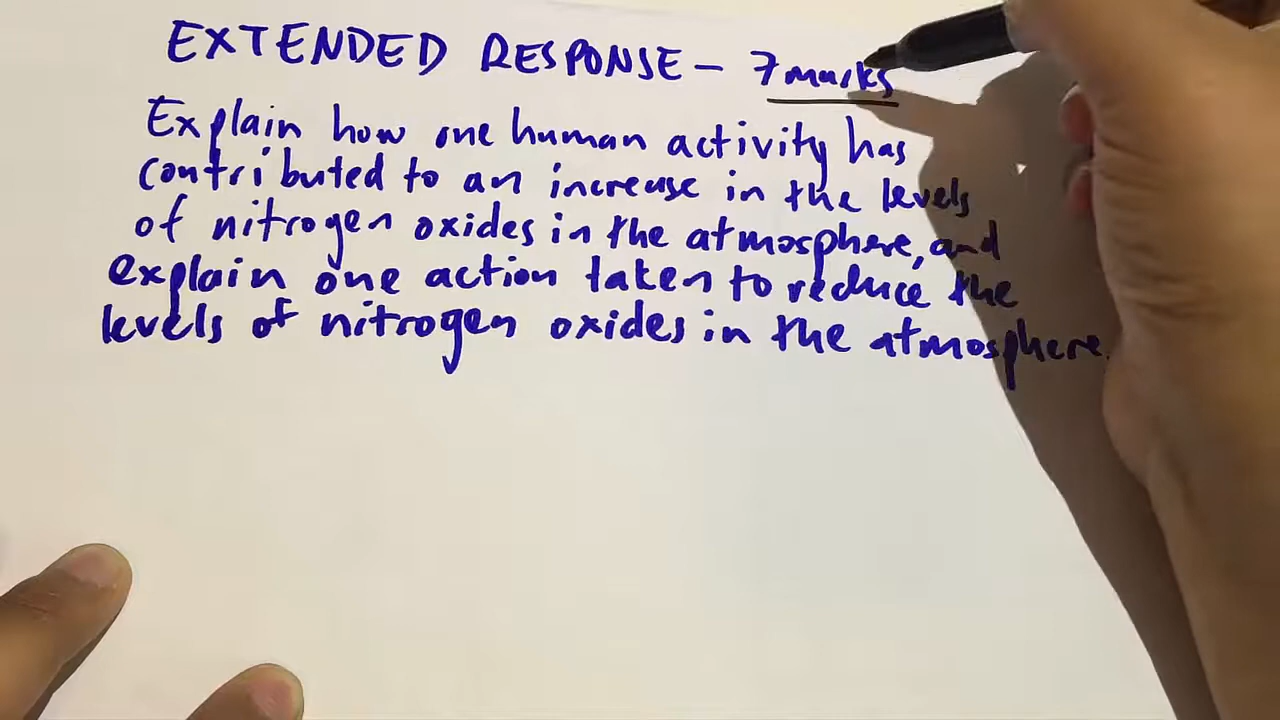 EXTENDED RESPONSE - 7 marks
Explain how one human activity has
contributed to an increase in the levels
of nitrogen oxides in the atmosphere, and
explain one action taken to reduce the
levels of nitrogen oxides in the atmosphere.